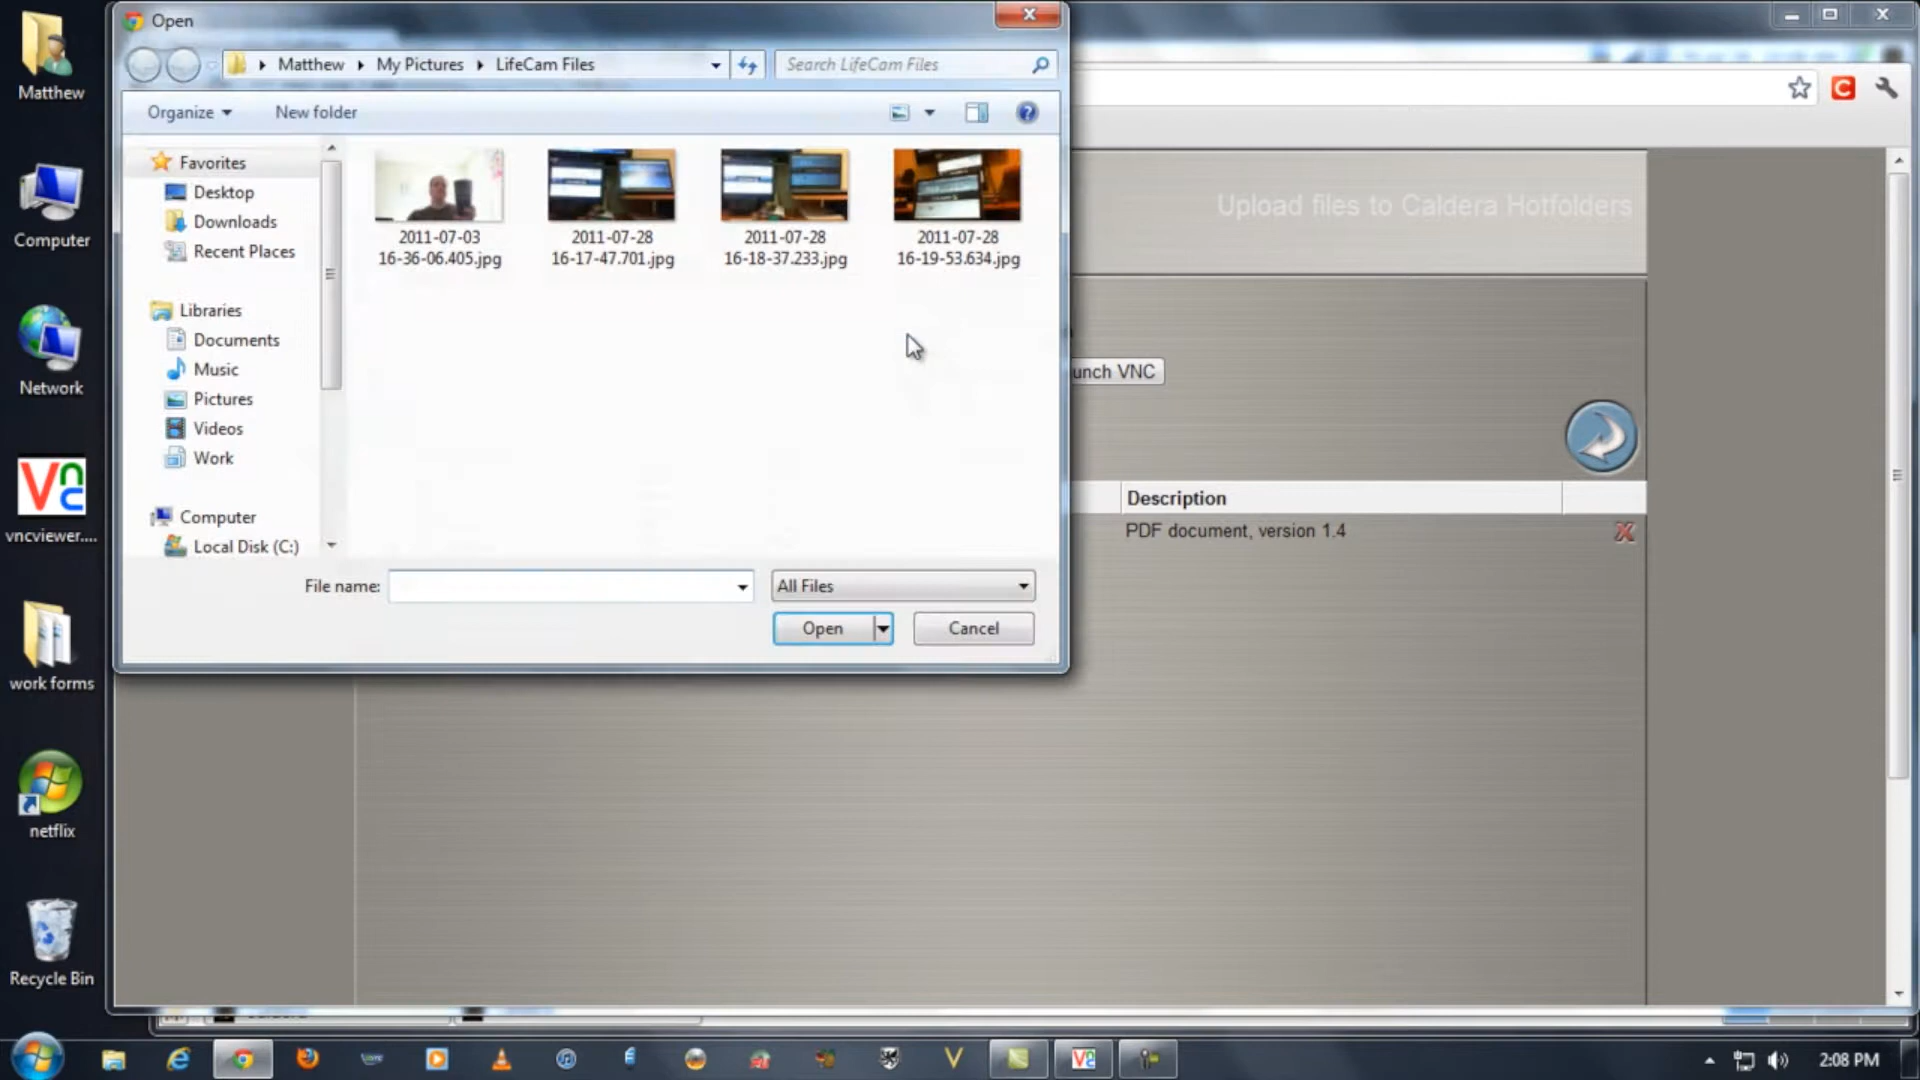 Open
Matthew
My Pictures
LifeCam Files
Search LifeCam Files
Organize
New folder
Favorites
Desktop
Downloads
Recent Places
Libraries
Documents
Music
Pictures
Videos
Work
Computer
Local Disk (C:)
2011-07-03
16-36-06.405.jpg
2011-07-28
16-17-47.701.jpg
2011-07-28
16-18-37.233.jpg
2011-07-28
16-19-53.634.jpg
File name:
All Files
Open
Cancel
Upload files to Caldera Hotfolders
unch VNC
Description
PDF document, version 1.4
Matthew
Computer
Network
Vnc
vncviewer....
work forms
netflix
Recycle Bin
2:08 PM